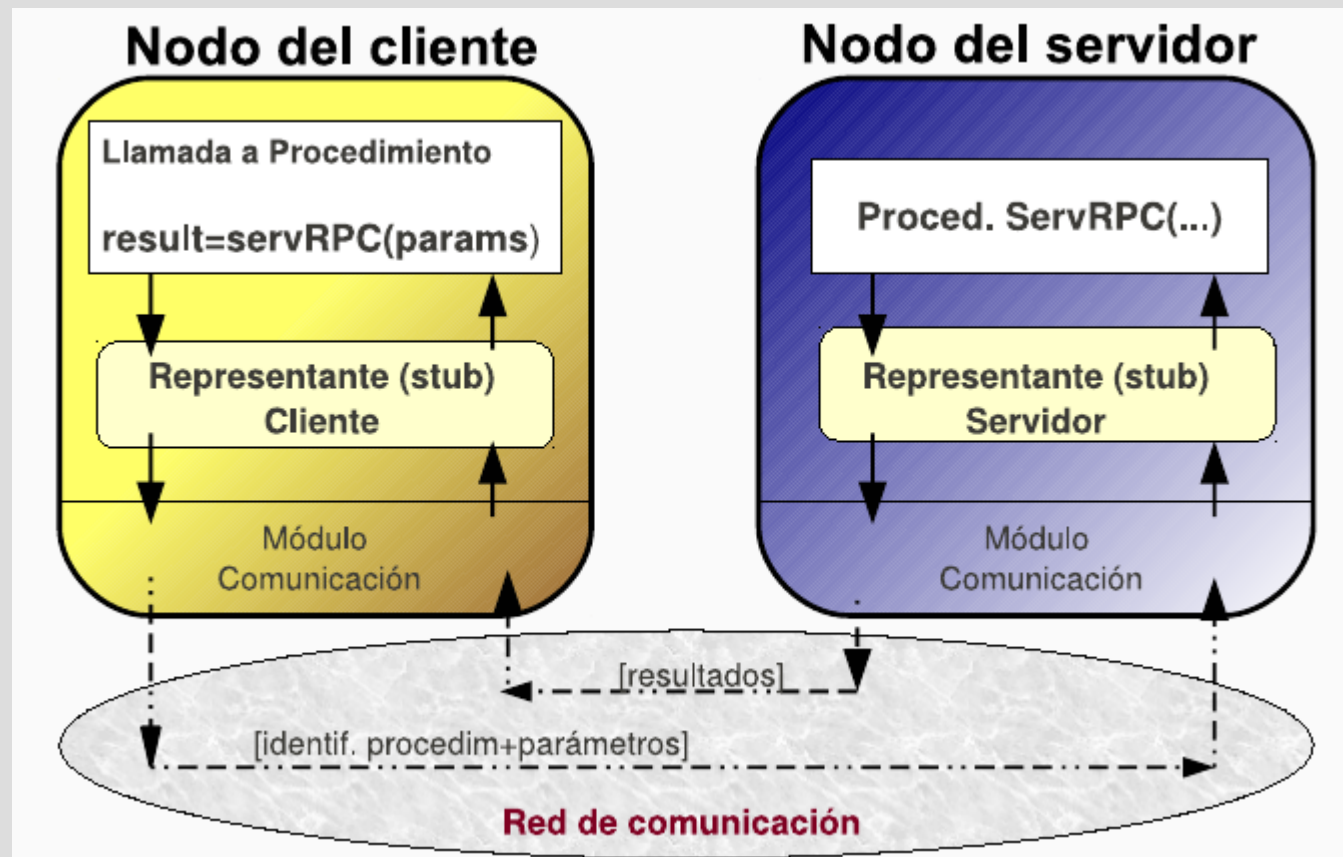 Nodo del cliente
Nodo del servidor
Llamada a Procedimiento
result=servRPC(params)
Proced. ServRPC(...)
Representante (stub)
Cliente
Representante (stub)
Servidor
Módulo
Comunicación
Módulo
Comunicación
[resultados]
[identif. procedim+parámetros]
Red de comunicación